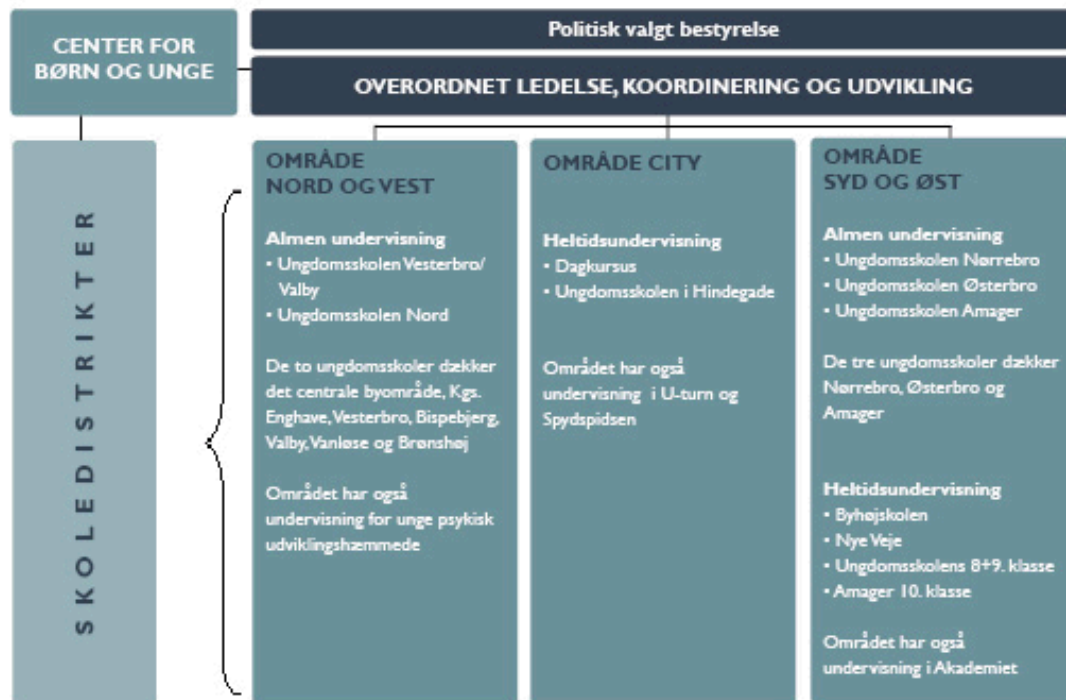 CENTER FOR
BØRN OG UNGE
Politisk valgt bestyrelse
OVERORDNET LEDELSE, KOORDINERING OG UDVIKLING
SKOLEDISTRIKTER
OMRÅDE
NORD OG VEST
Almen undervisning
• Ungdomsskolen Vesterbro/
Valby
• Ungdomsskolen Nord
De to ungdomsskoler dækker
det centrale byområde, Kgs.
Enghave, Vesterbro, Bispebjerg,
Valby, Vanløse og Brønshøj
Området har også
undervisning for unge psykisk
udviklingshæmmede
OMRÅDE CITY
Heltidsundervisning
• Dagkursus
• Ungdomsskolen i Hindegade
Området har også
undervisning i U-turn og
Spydspidsen
OMRÅDE
SYD OG ØST
Almen undervisning
• Ungdomsskolen Nørrebro
• Ungdomsskolen Østerbro
• Ungdomsskolen Amager
De tre ungdomsskoler dækker
Nørrebro, Østerbro og
Amager
Heltidsundervisning
• Byhøjskolen
• Nye Veje
• Ungdomsskolens 8+9. klasse
• Amager 10. klasse
Området har også
undervisning i Akademiet